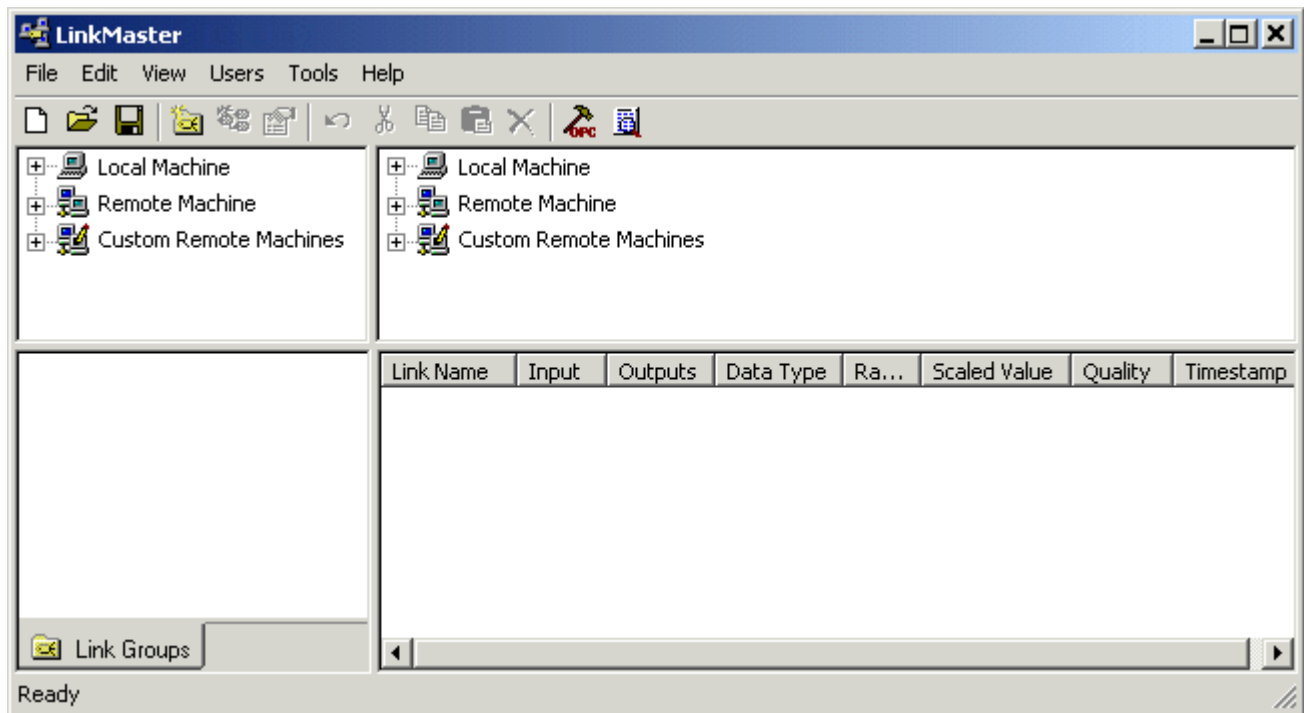 LinkMaster
File Edit View Users Tools Help
OPC
Local Machine
Remote Machine
Custom Remote Machines
Local Machine
Remote Machine
Custom Remote Machines
Link Name Input Outputs Data Type Ra... Scaled Value Quality Timestamp
Link Groups
Ready